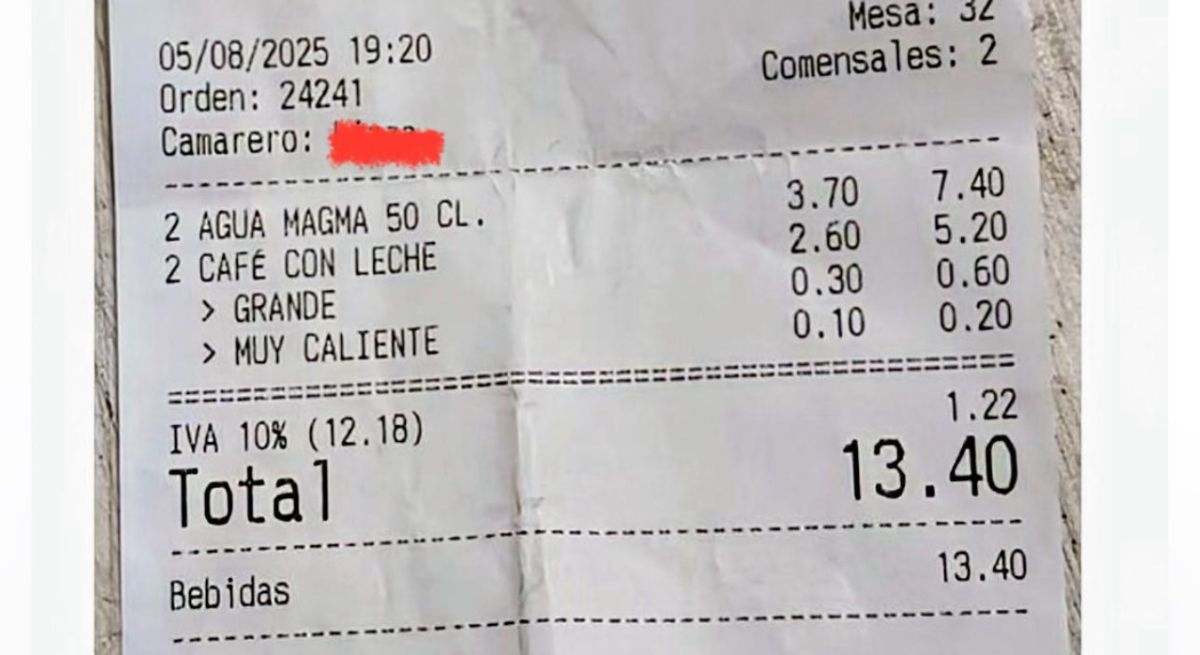 Mesa: 32
05/08/2025 19:20
Comensales: 2
Orden: 24241
Camarero:
2 AGUA MAGMA 50 CL. 3.70 7.40
2 CAFÉ CON LECHE 2.60 5.20
> GRANDE 0.30 0.60
> MUY CALIENTE 0.10 0.20
IVA 10% (12.18) 1.22
Total 13.40
Bebidas 13.40